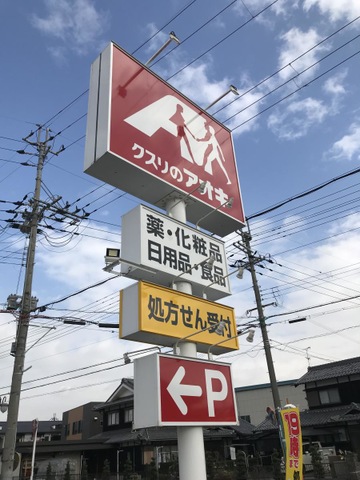 クスリのアオキ
薬・化粧品
日用品・食品
処方せん受付
←P